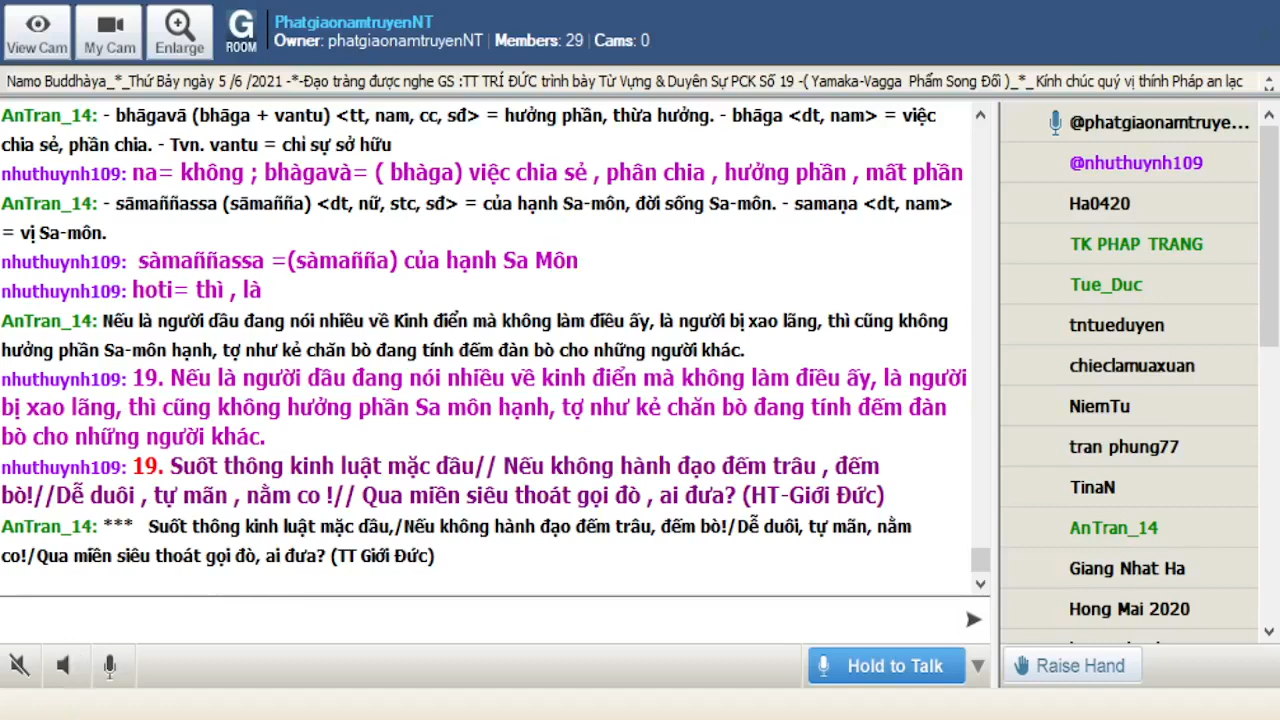 View Cam
My Cam
Enlarge
G
ROOM
PhatgiaonamtruyenNT
Owner: phatgiaonamtruyenNT | Members: 29 | Cams: 0
Namo Buddhàya_*_Thứ Bảy ngày 5 /6 /2021 -*-Đạo tràng được nghe GS :TT TRÍ ĐỨC trình bày Từ Vựng & Duyên Sự PCK Số 19 -( Yamaka-Vagga Phẩm Song Đối )_*_ Kính chúc quý vị thính Pháp an lạc
AnTran_14: - bhāgavā (bhāga + vantu) <tt, nam, cc, sđ> = hưởng phần, thừa hưởng. - bhāga <dt, nam> = việc
chia sẻ, phần chia. - Tvn. vantu = chỉ sự sở hữu
nhuthuynh109: na= không ; bhàgavà= ( bhàga) việc chia sẻ , phân chia , hưởng phần , mất phần
AnTran_14: - sāmaññassa (sāmañña) <dt, nữ, stc, sđ> = của hạnh Sa-môn, đời sống Sa-môn. - samaṇa <dt, nam>
= vị Sa-môn.
nhuthuynh109: sàmaññassa =(sàmañña) của hạnh Sa Môn
nhuthuynh109: hoti= thì , là
AnTran_14: Nếu là người dầu đang nói nhiều về Kinh điển mà không làm điều ấy, là người bị xao lãng, thì cũng không
hưởng phần Sa-môn hạnh, tợ như kẻ chăn bò đang tính đếm đàn bò cho những người khác.
nhuthuynh109: 19. Nếu là người dầu đang nói nhiều về kinh điển mà không làm điều ấy, là người
bị xao lãng, thì cũng không hưởng phần Sa môn hạnh, tợ như kẻ chăn bò đang tính đếm đàn
bò cho những người khác.
nhuthuynh109: 19. Suốt thông kinh luật mặc dầu// Nếu không hành đạo đếm trâu , đếm
bò!//Dễ duôi , tự mãn , nằm co !// Qua miền siêu thoát gọi đò , ai đưa? (HT-Giới Đức)
AnTran_14: *** Suốt thông kinh luật mặc dầu,/Nếu không hành đạo đếm trâu, đếm bò!/Dễ duôi, tự mãn, nằm
co!/Qua miền siêu thoát gọi đò, ai đưa? (TT Giới Đức)
@phatgiaonamtruye...
@nhuthuynh109
Ha0420
TK PHAP TRANG
Tue_Duc
tntueduyen
chieclamuaxuan
NiemTu
tran phung77
TinaN
AnTran_14
Giang Nhat Ha
Hong Mai 2020
Hold to Talk
Raise Hand